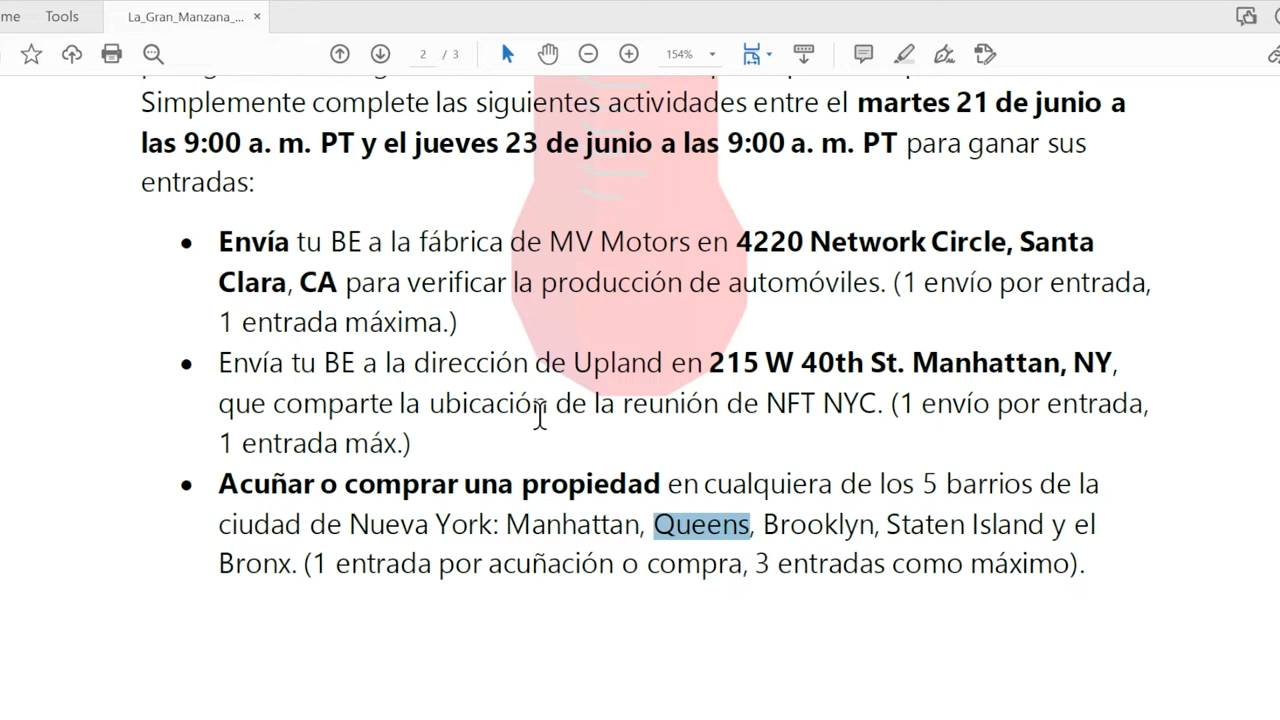 me Tools La_Gran_Manzana_... ×
2 / 3 154%
Simplemente complete las siguientes actividades entre el martes 21 de junio a
las 9:00 a. m. PT y el jueves 23 de junio a las 9:00 a. m. PT para ganar sus
entradas:
• Envía tu BE a la fábrica de MV Motors en 4220 Network Circle, Santa
Clara, CA para verificar la producción de automóviles. (1 envío por entrada,
1 entrada máxima.)
• Envía tu BE a la dirección de Upland en 215 W 40th St. Manhattan, NY,
que comparte la ubicación de la reunión de NFT NYC. (1 envío por entrada,
1 entrada máx.)
• Acuñar o comprar una propiedad en cualquiera de los 5 barrios de la
ciudad de Nueva York: Manhattan, Queens, Brooklyn, Staten Island y el
Bronx. (1 entrada por acuñación o compra, 3 entradas como máximo).